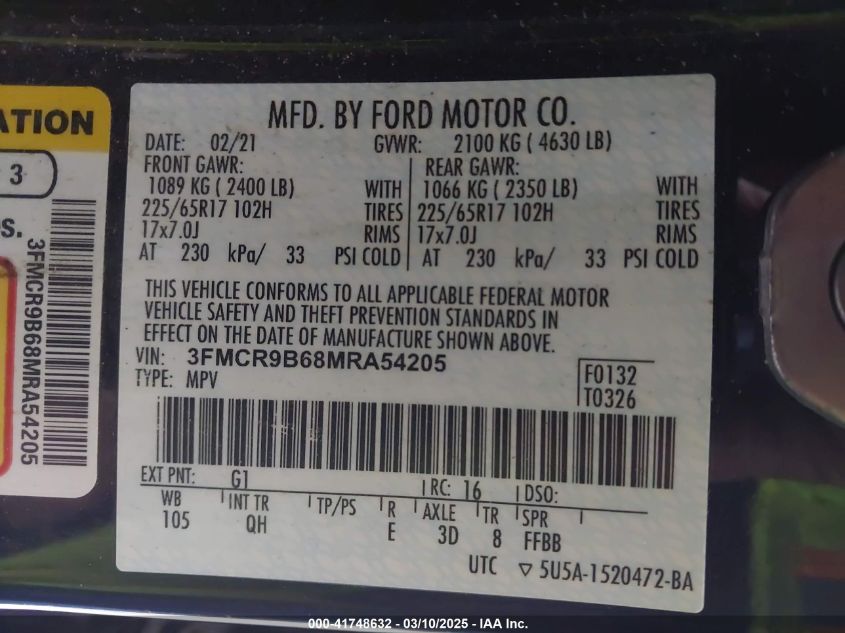 ATION
3
s.
3FMCR9B68MRA54205
MFD. BY FORD MOTOR CO.
DATE: 02/21 GVWR: 2100 KG ( 4630 LB)
FRONT GAWR: REAR GAWR:
1089 KG ( 2400 LB) WITH 1066 KG ( 2350 LB) WITH
225/65R17 102H TIRES 225/65R17 102H TIRES
17x7.0J RIMS 17x7.0J RIMS
AT 230 kPa/ 33 PSI COLD AT 230 kPa/ 33 PSI COLD
THIS VEHICLE CONFORMS TO ALL APPLICABLE FEDERAL MOTOR
VEHICLE SAFETY AND THEFT PREVENTION STANDARDS IN
EFFECT ON THE DATE OF MANUFACTURE SHOWN ABOVE.
VIN: 3FMCR9B68MRA54205
TYPE: MPV
F0132
T0326
EXT PNT: G1 RC: 16 DSO:
WB INT TR TP/PS R AXLE TR SPR
105 QH E 3D 8 FFBB
UTC ▽ 5U5A-1520472-BA
000-41748632 — 03/10/2025 — IAA Inc.